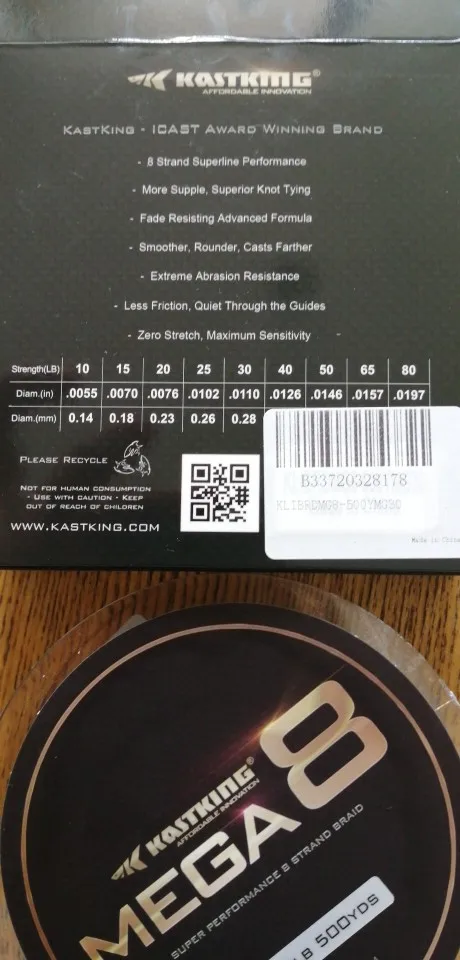 KASTKING®
AFFORDABLE INNOVATION
KASTKING - ICAST AWARD WINNING BRAND
- 8 Strand Superline Performance
- More Supple, Superior Knot Tying
- Fade Resisting Advanced Formula
- Smoother, Rounder, Casts Farther
- Extreme Abrasion Resistance
- Less Friction, Quiet Through the Guides
- Zero Stretch, Maximum Sensitivity
Strength(LB) 10 15 20 25 30 40 50 65 80
Diam.(in) .0055 .0070 .0076 .0102 .0110 .0126 .0146 .0157 .0197
Diam.(mm) 0.14 0.18 0.23 0.26 0.28
PLEASE RECYCLE
NOT FOR HUMAN CONSUMPTION
- USE WITH CAUTION - KEEP
OUT OF REACH OF CHILDREN
WWW.KASTKING.COM
B33720328178
KLIBRDMG8-500YMG30
Made in China
KASTKING®
AFFORDABLE INNOVATION
MEGA8
SUPER PERFORMANCE 8 STRAND BRAID
LB 500YDS